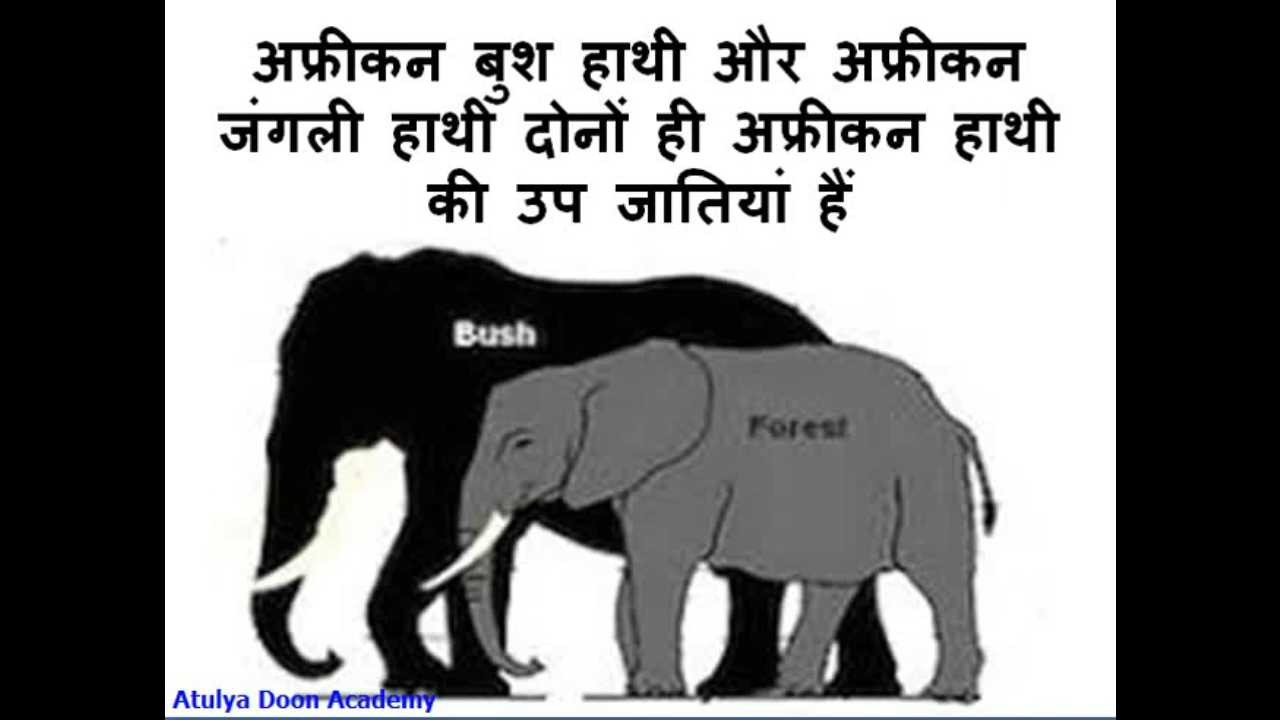 अफ्रीकन बुश हाथी और अफ्रीकन
जंगली हाथी दोनों ही अफ्रीकन हाथी
की उप जातियां हैं
Bush
Forest
Atulya Doon Academy